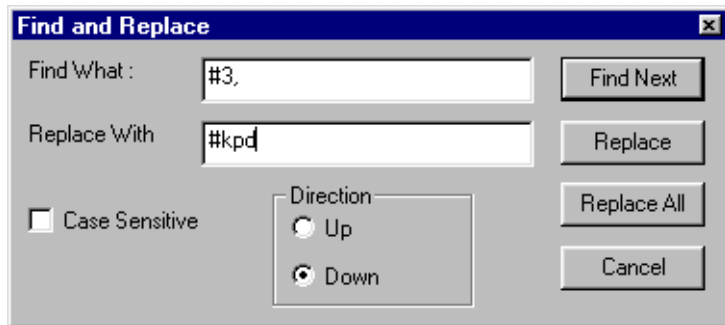 Find and Replace
Find What :
#3,
Find Next
Replace With
#kpd
Replace
Case Sensitive
Direction
Up
Down
Replace All
Cancel